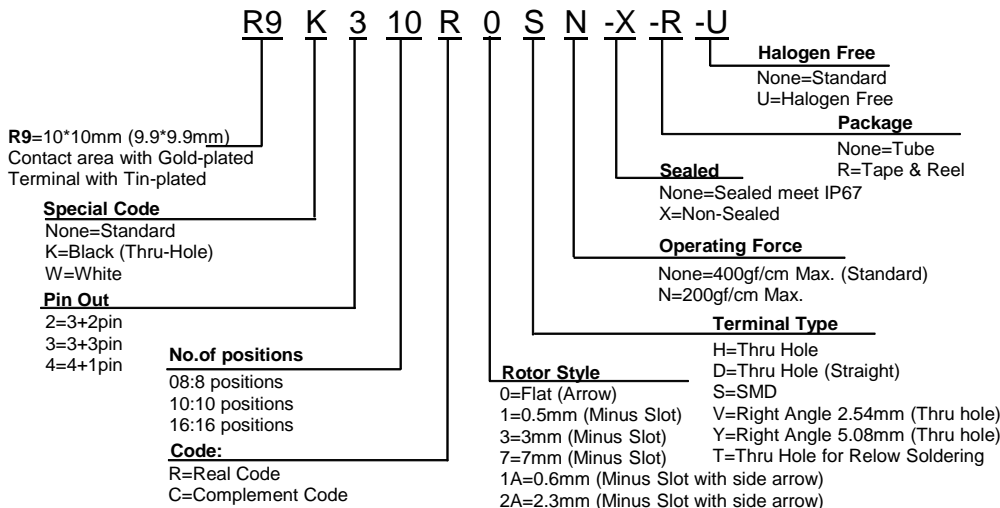 R9 K 3 10 R 0 S N -X -R -U
Halogen Free
None=Standard
U=Halogen Free
Package
None=Tube
R=Tape & Reel
Sealed
None=Sealed meet IP67
X=Non-Sealed
Operating Force
None=400gf/cm Max. (Standard)
N=200gf/cm Max.
Terminal Type
H=Thru Hole
D=Thru Hole (Straight)
S=SMD
V=Right Angle 2.54mm (Thru hole)
Y=Right Angle 5.08mm (Thru hole)
T=Thru Hole for Relow Soldering
Rotor Style
0=Flat (Arrow)
1=0.5mm (Minus Slot)
3=3mm (Minus Slot)
7=7mm (Minus Slot)
1A=0.6mm (Minus Slot with side arrow)
2A=2.3mm (Minus Slot with side arrow)
R9=10*10mm (9.9*9.9mm)
Contact area with Gold-plated
Terminal with Tin-plated
Special Code
None=Standard
K=Black (Thru-Hole)
W=White
Pin Out
2=3+2pin
3=3+3pin
4=4+1pin
No.of positions
08:8 positions
10:10 positions
16:16 positions
Code:
R=Real Code
C=Complement Code